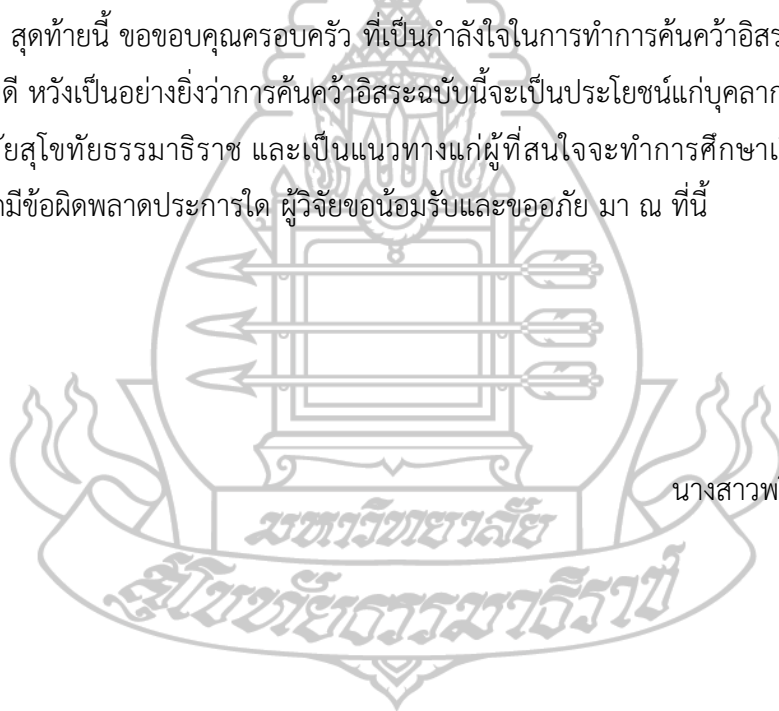 สุดท้ายนี้ ขอขอบคุณครอบครัว ที่เป็นกำลังใจในการทำการค้นคว้าอิสร
ดี หวังเป็นอย่างยิ่งว่าการค้นคว้าอิสระฉบับนี้จะเป็นประโยชน์แก่บุคลาก
ัยสุโขทัยธรรมาธิราช และเป็นแนวทางแก่ผู้ที่สนใจจะทำการศึกษาเ
มีข้อผิดพลาดประการใด ผู้วิจัยขอน้อมรับและขออภัย มา ณ ที่นี้
นางสาวพ
มหาวิทยาลัย
สุโขทัยธรรมาธิราช